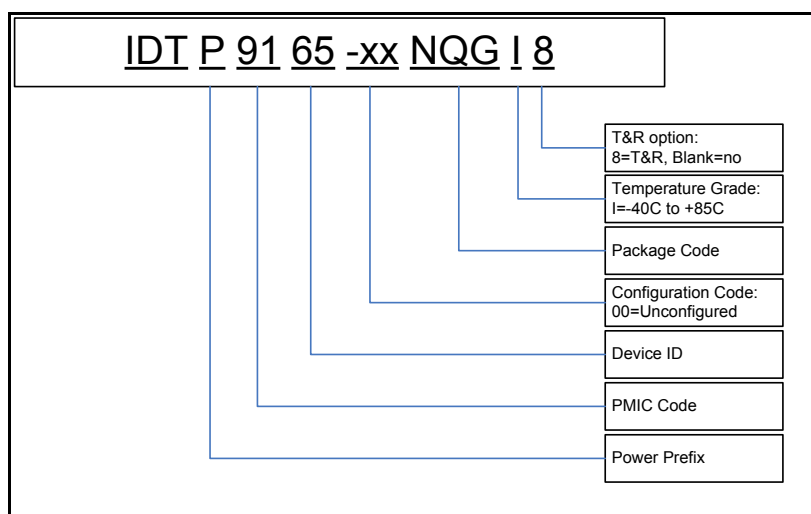 IDT P 91 65 -xx NQG I 8
T&R option:
8=T&R, Blank=no
Temperature Grade:
I=-40C to +85C
Package Code
Configuration Code:
00=Unconfigured
Device ID
PMIC Code
Power Prefix